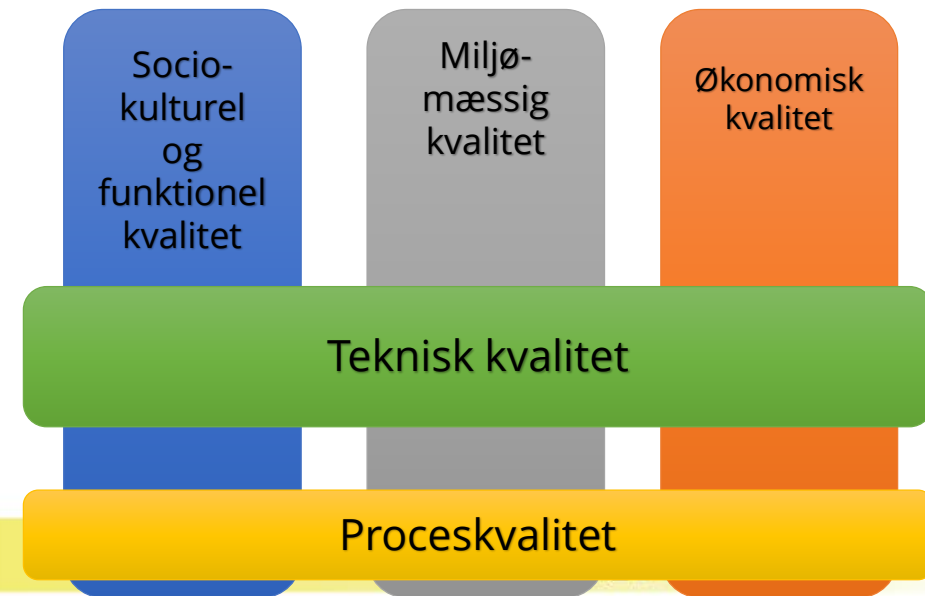 Socio-
kulturel
og
funktionel
kvalitet
Miljø-
mæssig
kvalitet
Økonomisk
kvalitet
Teknisk kvalitet
Proceskvalitet